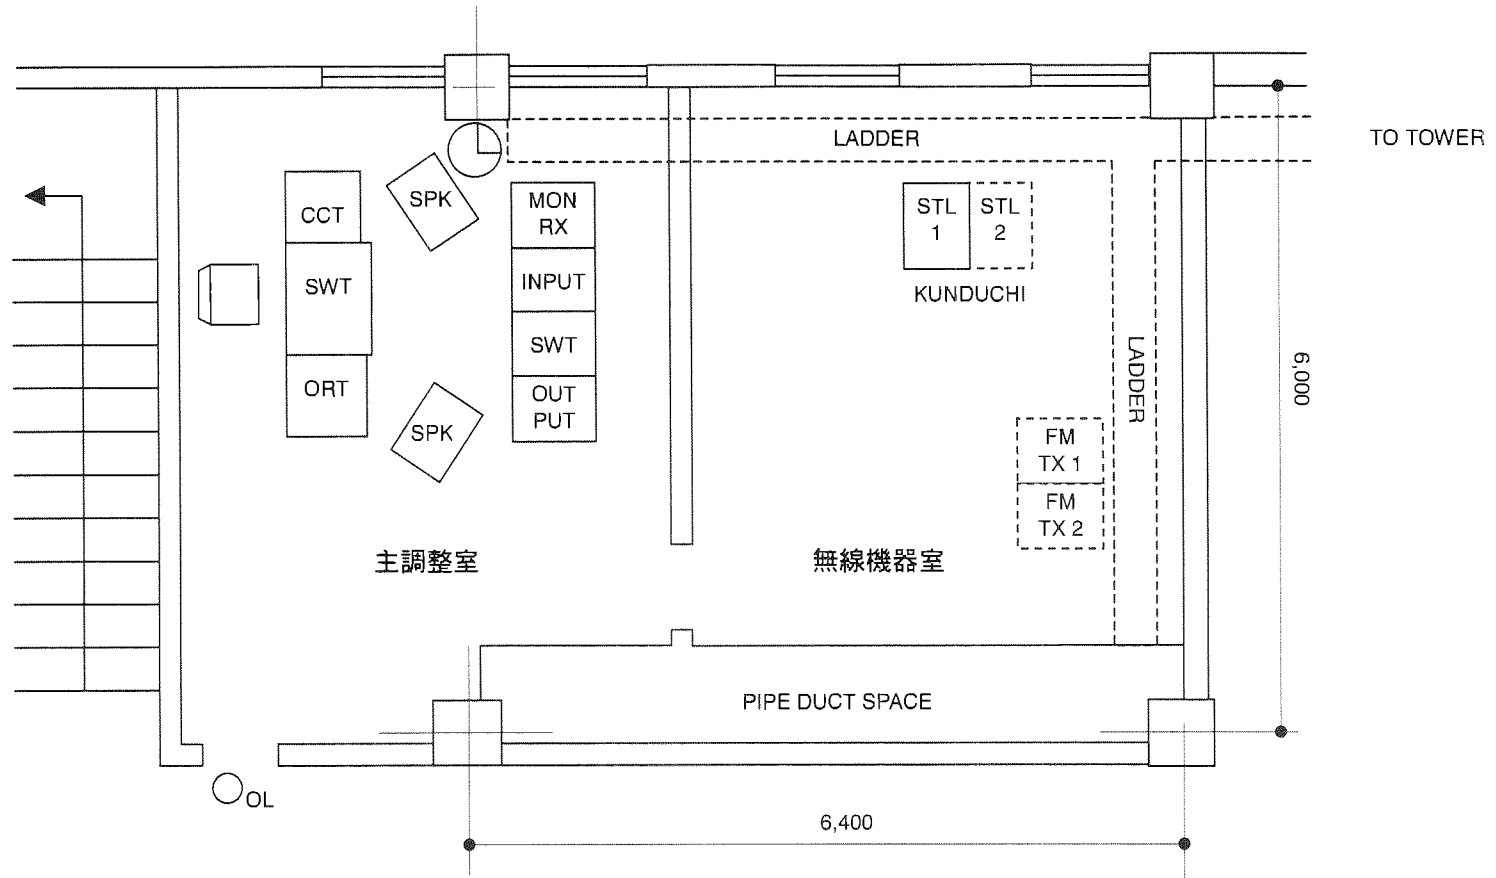 LADDER
TO TOWER
CCT
SPK
MON
RX
STL
1
STL
2
SWT
INPUT
KUNDUCHI
SWT
LADDER
6,000
ORT
OUT
PUT
SPK
FM
TX 1
FM
TX 2
主調整室
無線機器室
PIPE DUCT SPACE
OL
6,400